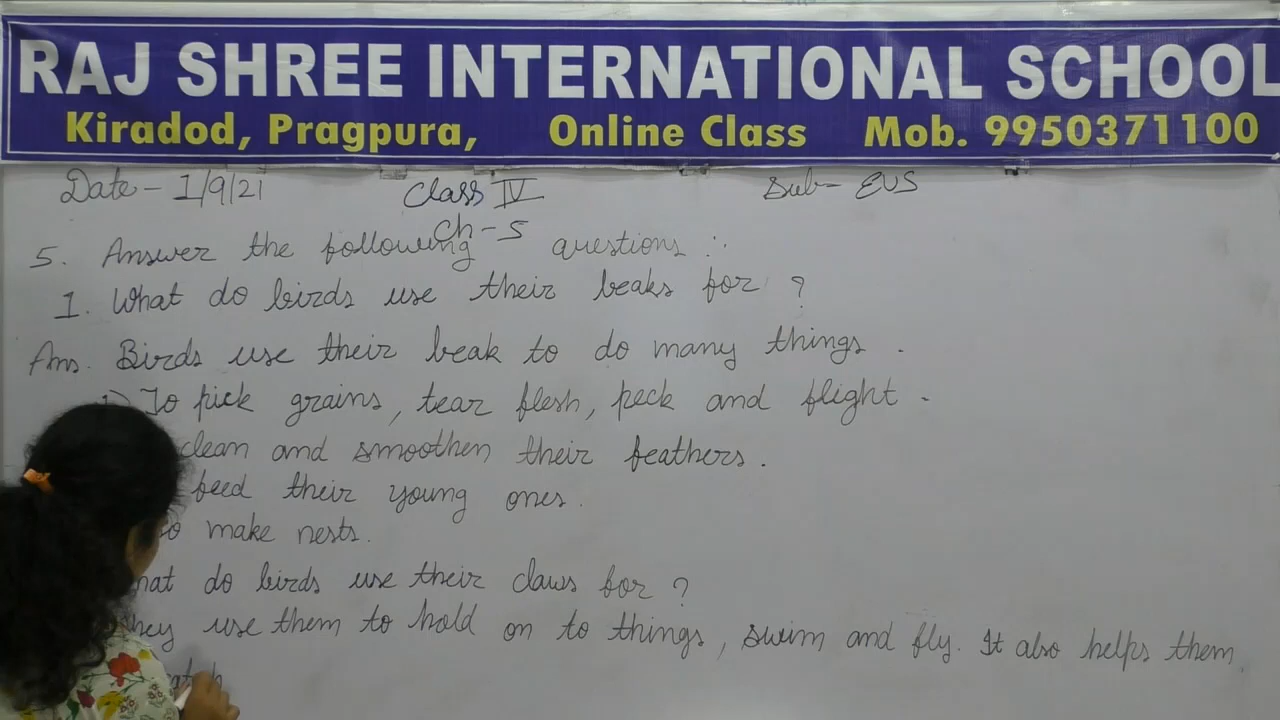 RAJ SHREE INTERNATIONAL SCHOOL
Kiradod, Pragpura, Online Class Mob. 9950371100
Date - 1/9/21 Class IV Sub- EVS
Ch - 5
5. Answer the following questions :.
1. What do birds use their beaks for ?
Ans. Birds use their beak to do many things .
To pick grains, tear flesh, peck and flight .
clean and smoothen their feathers .
feed their young ones .
make nests .
do birds use their claws for ?
use them to hold on to things, swim and fly. It also helps them